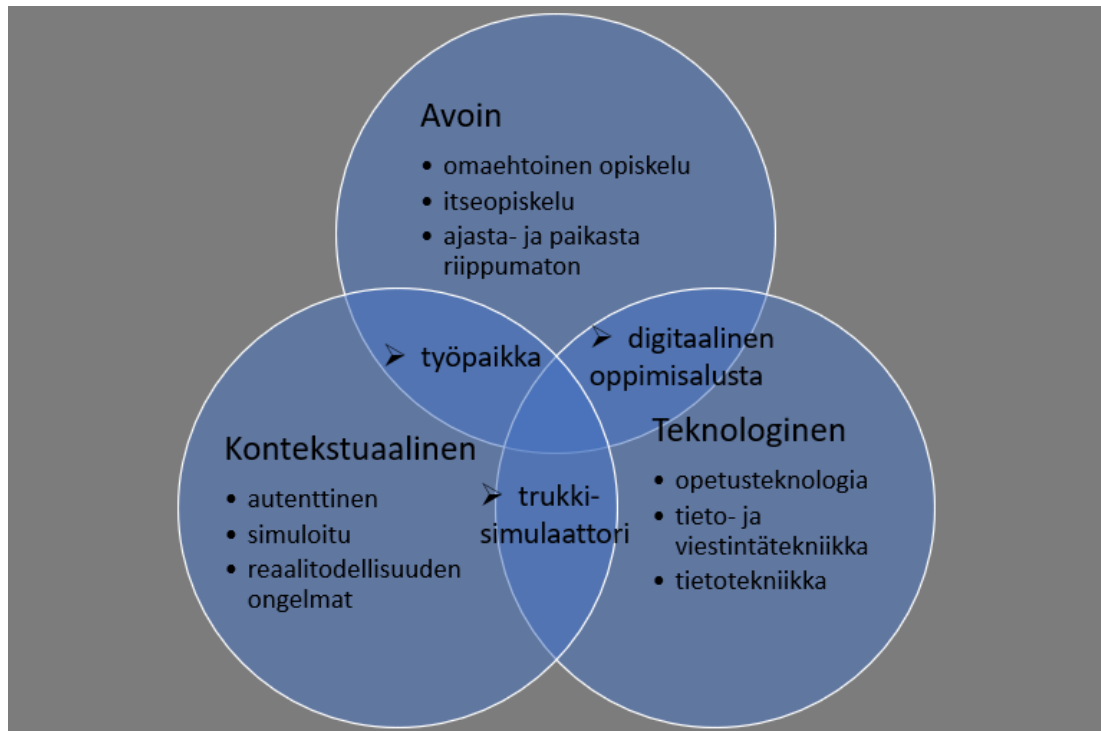 Avoin
• omaehtoinen opiskelu
• itseopiskelu
• ajasta- ja paikasta
riippumaton
➢ työpaikka
➢ digitaalinen
oppimisalusta
Kontekstuaalinen
• autenttinen
• simuloitu
• reaalitodellisuuden
ongelmat
➢ trukki-
simulaattori
Teknologinen
• opetusteknologia
• tieto- ja
viestintätekniikka
• tietotekniikka